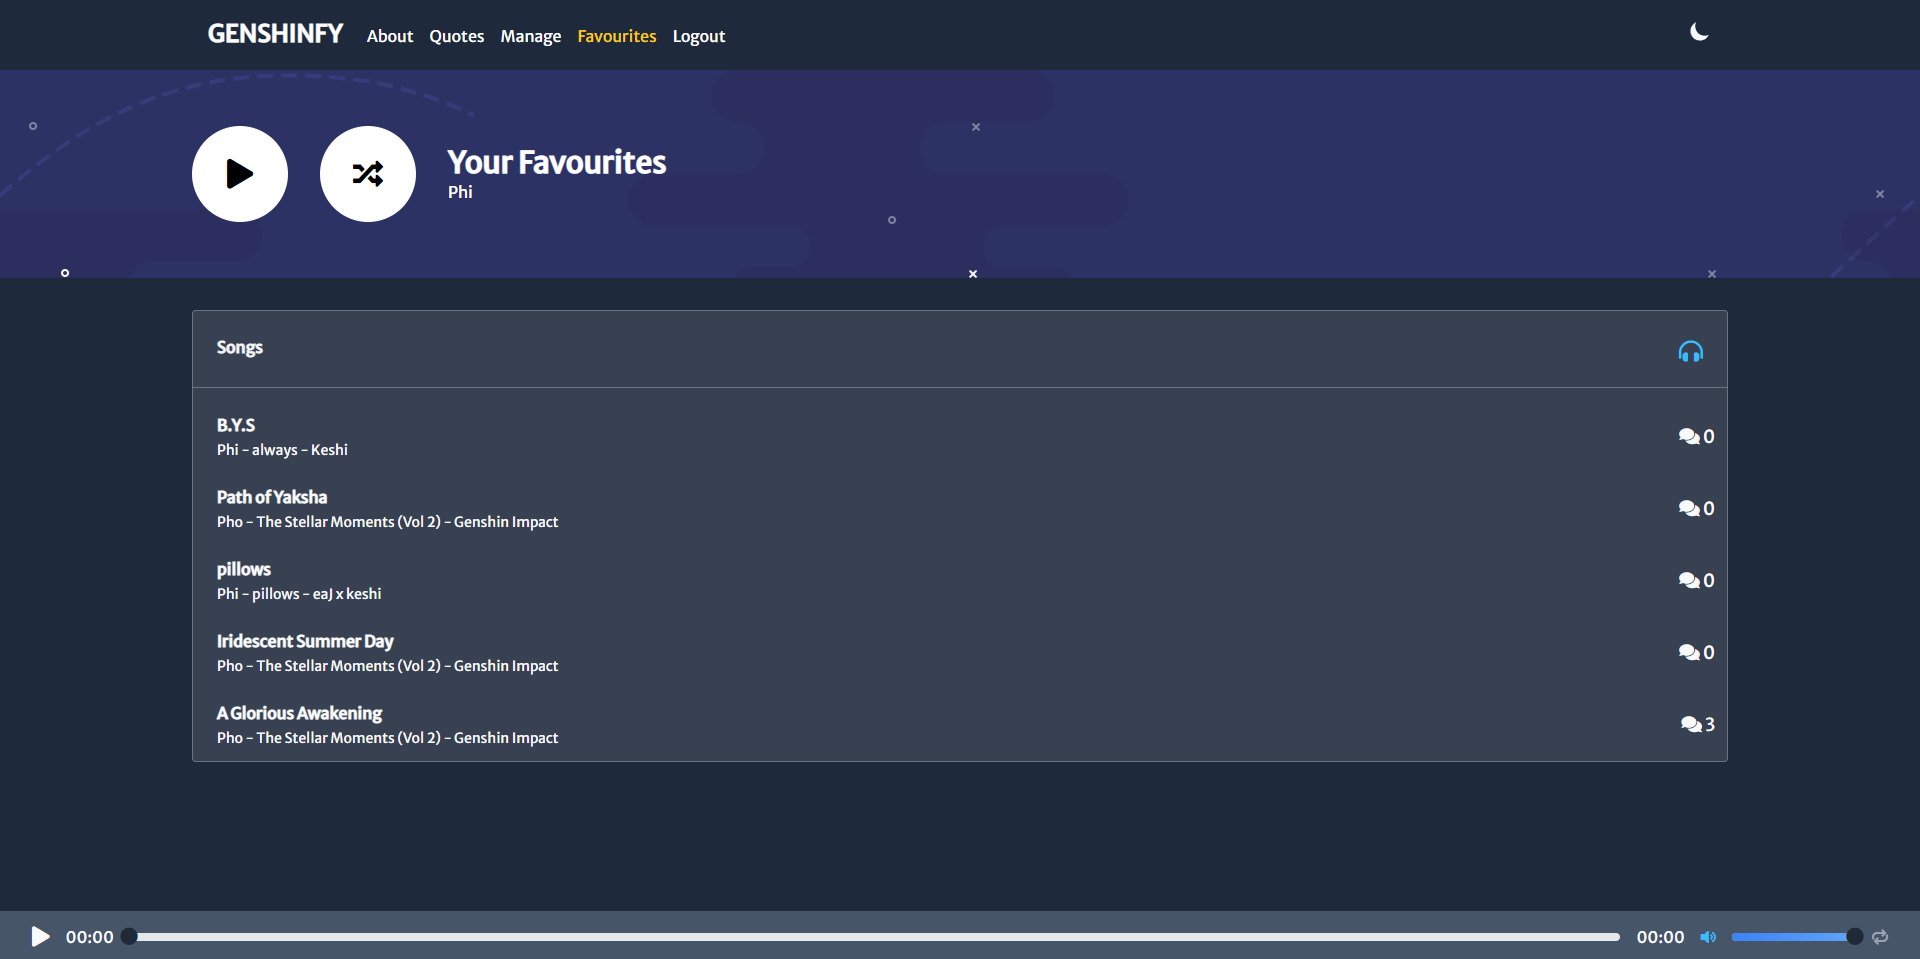 GENSHINFY About Quotes Manage Favourites Logout
Your Favourites
Phi
Songs
B.Y.S
Phi - always - Keshi
0
Path of Yaksha
Pho - The Stellar Moments (Vol 2) - Genshin Impact
0
pillows
Phi - pillows - eaJ x keshi
0
Iridescent Summer Day
Pho - The Stellar Moments (Vol 2) - Genshin Impact
0
A Glorious Awakening
Pho - The Stellar Moments (Vol 2) - Genshin Impact
3
00:00 00:00